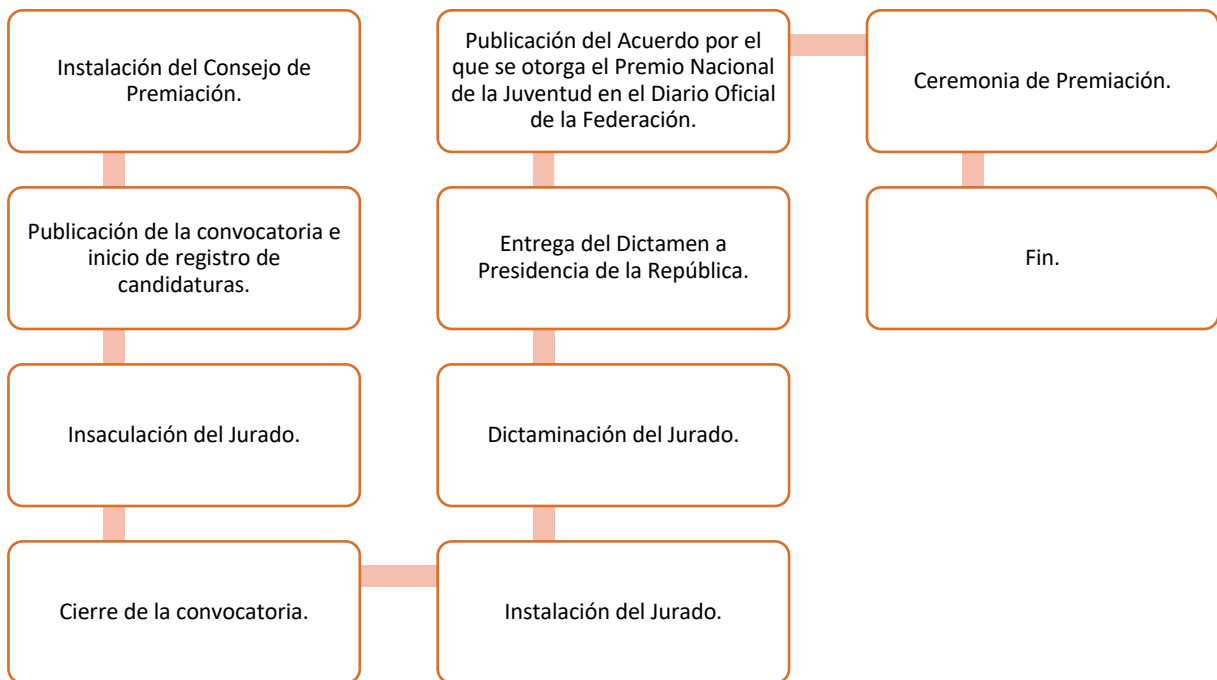 Instalación del Consejo de
Premiación.
Publicación de la convocatoria e
inicio de registro de
candidaturas.
Insaculación del Jurado.
Cierre de la convocatoria.
Instalación del Jurado.
Dictaminación del Jurado.
Entrega del Dictamen a
Presidencia de la República.
Publicación del Acuerdo por el
que se otorga el Premio Nacional
de la Juventud en el Diario Oficial
de la Federación.
Ceremonia de Premiación.
Fin.